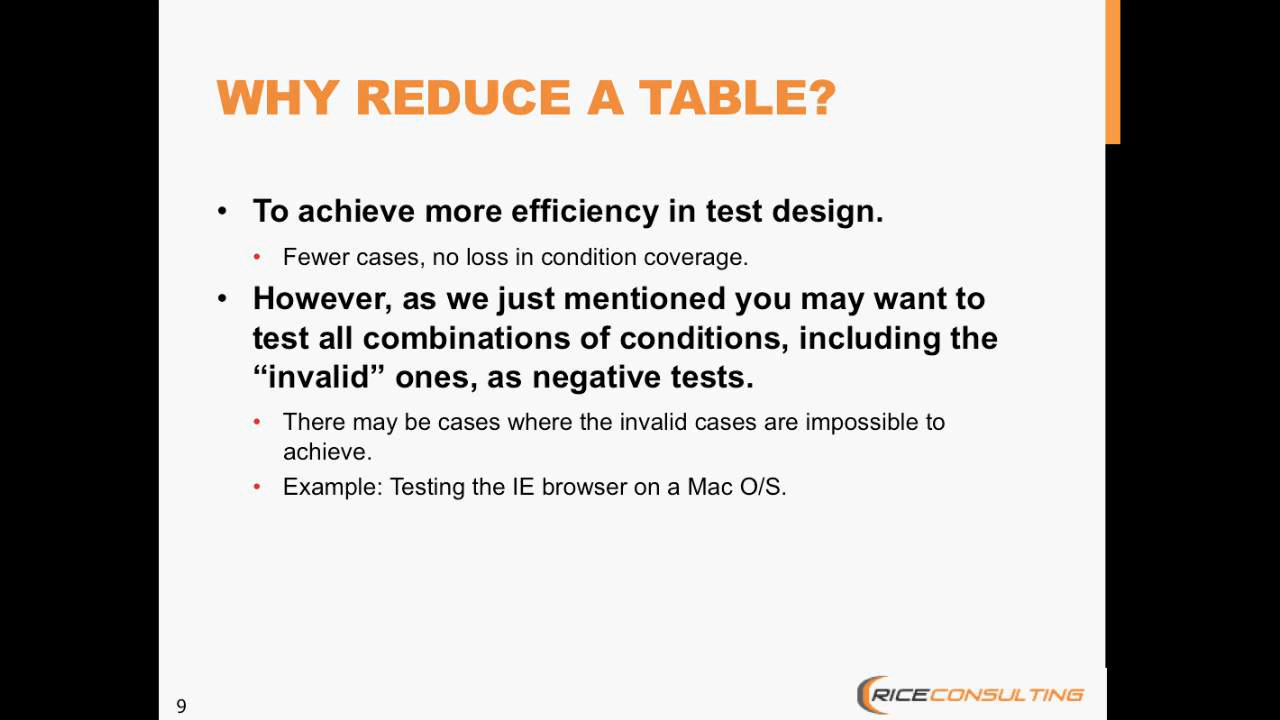 WHY REDUCE A TABLE?
• To achieve more efficiency in test design.
• Fewer cases, no loss in condition coverage.
• However, as we just mentioned you may want to
test all combinations of conditions, including the
“invalid” ones, as negative tests.
• There may be cases where the invalid cases are impossible to
achieve.
• Example: Testing the IE browser on a Mac O/S.
9
RICECONSULTING